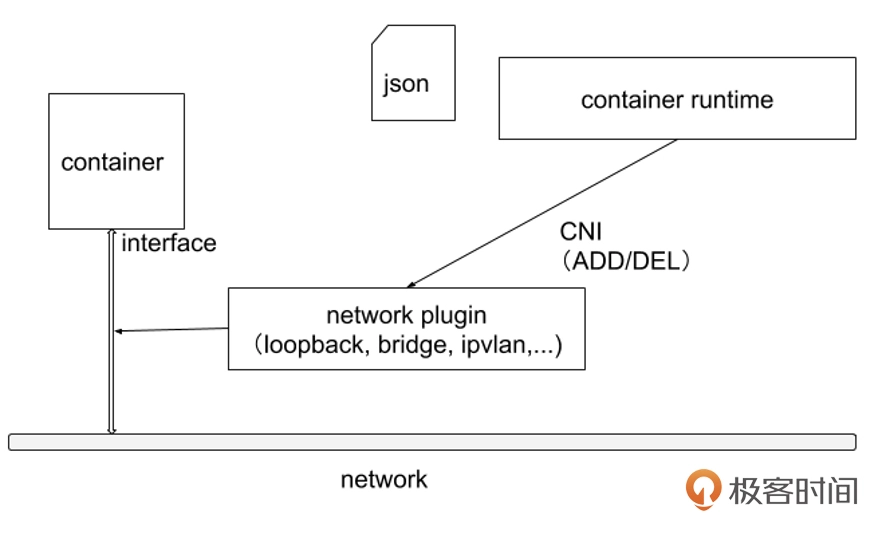 json
container runtime
container
interface
CNI
（ADD/DEL）
network plugin
（loopback, bridge, ipvlan,...)
network
极客时间